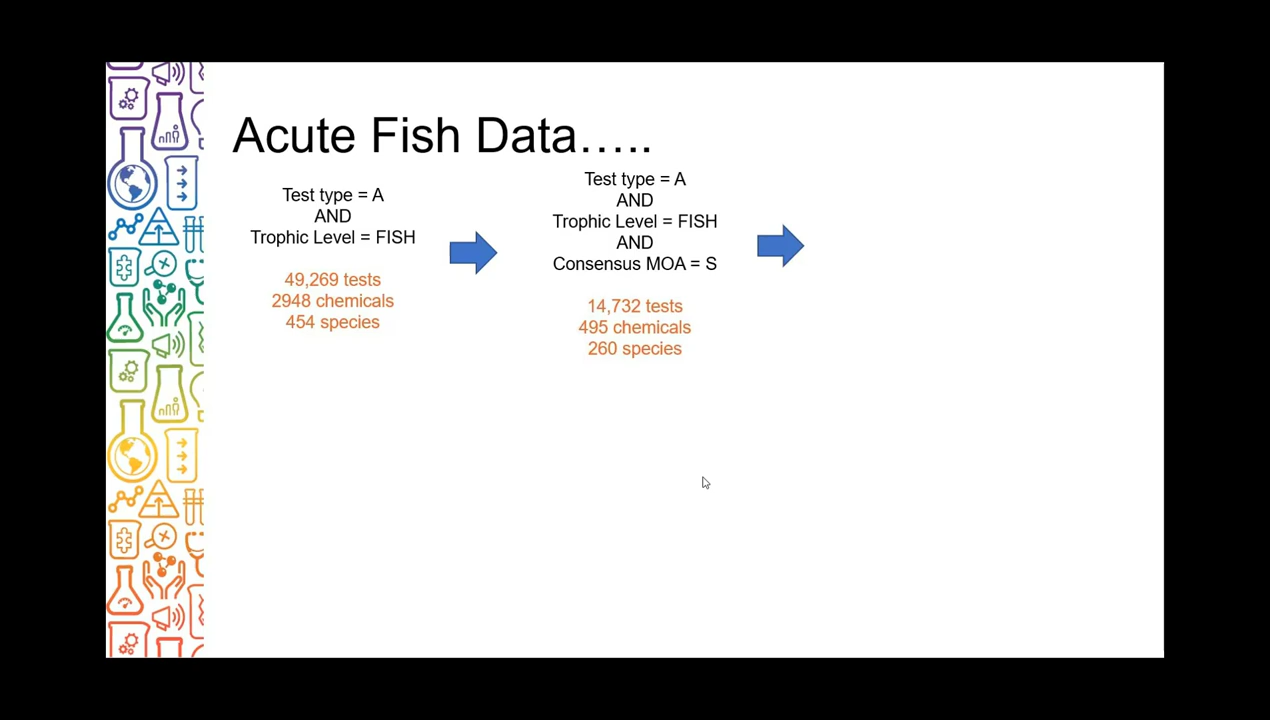 Acute Fish Data…..
Test type = A
AND
Trophic Level = FISH
49,269 tests
2948 chemicals
454 species
Test type = A
AND
Trophic Level = FISH
AND
Consensus MOA = S
14,732 tests
495 chemicals
260 species